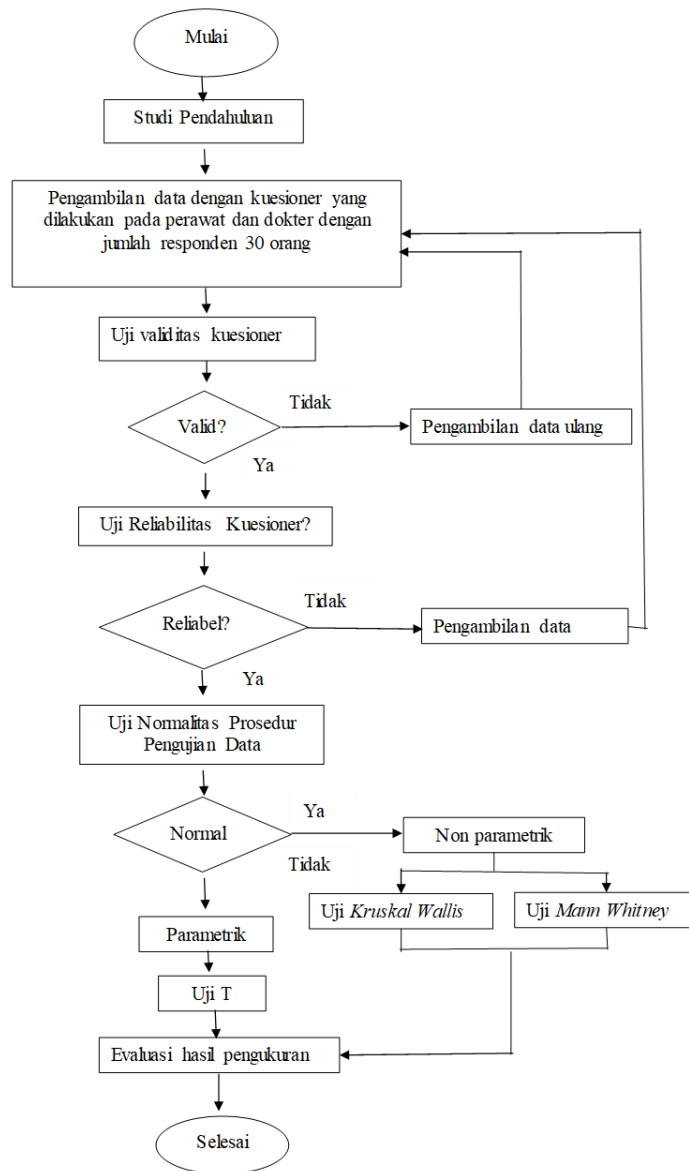 Mulai
Studi Pendahuluan
Pengambilan data dengan kuesioner yang
dilakukan pada perawat dan dokter dengan
jumlah responden 30 orang
Uji validitas kuesioner
Tidak
Valid?
Pengambilan data ulang
Ya
Uji Reliabilitas Kuesioner?
Tidak
Reliabel?
Pengambilan data
Ya
Uji Normalitas Prosedur
Pengujian Data
Ya
Normal
Non parametrik
Tidak
Uji Kruskal Wallis
Uji Mann Whitney
Parametrik
Uji T
Evaluasi hasil pengukuran
Selesai